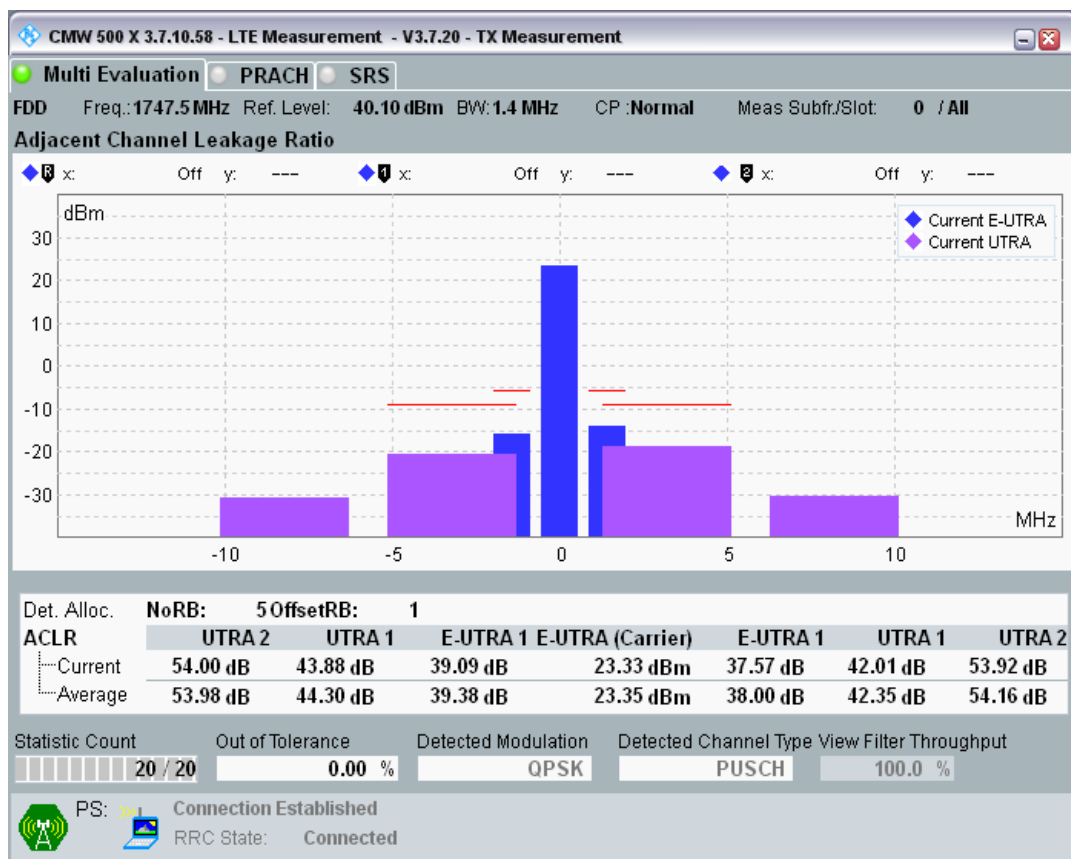 CMW 500 X 3.7.10.58 - LTE Measurement - V3.7.20 - TX Measurement
Multi Evaluation PRACH SRS
FDD Freq.: 1747.5 MHz Ref. Level: 40.10 dBm BW: 1.4 MHz CP :Normal Meas Subfr./Slot: 0 / All
Adjacent Channel Leakage Ratio
R x: Off y: --- 1 x: Off y: --- 2 x: Off y: ---
dBm
Current E-UTRA
Current UTRA
30
20
10
0
-10
-20
-30
MHz
-10 -5 0 5 10
Det. Alloc. NoRB: 5 OffsetRB: 1
ACLR UTRA 2 UTRA 1 E-UTRA 1 E-UTRA (Carrier) E-UTRA 1 UTRA 1 UTRA 2
Current 54.00 dB 43.88 dB 39.09 dB 23.33 dBm 37.57 dB 42.01 dB 53.92 dB
Average 53.98 dB 44.30 dB 39.38 dB 23.35 dBm 38.00 dB 42.35 dB 54.16 dB
Statistic Count Out of Tolerance Detected Modulation Detected Channel Type View Filter Throughput
20 / 20 0.00 % QPSK PUSCH 100.0 %
PS: Connection Established
RRC State: Connected